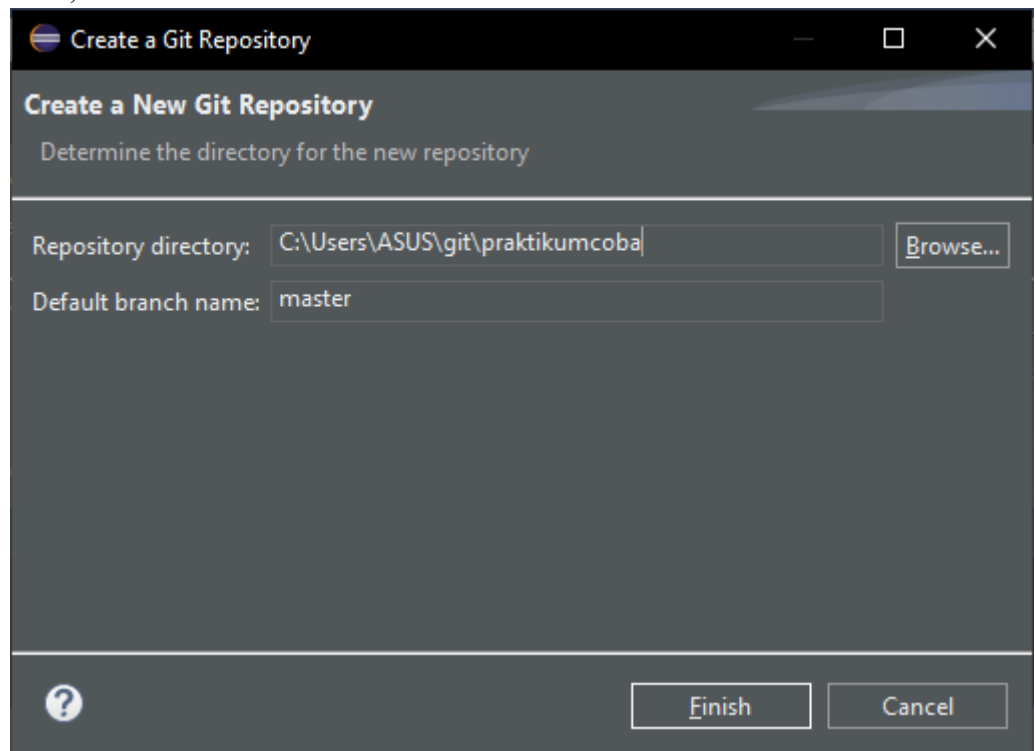 Create a Git Repository
Create a New Git Repository
Determine the directory for the new repository
Repository directory: C:\Users\ASUS\git\praktikumcoba Browse...
Default branch name: master
? Finish Cancel